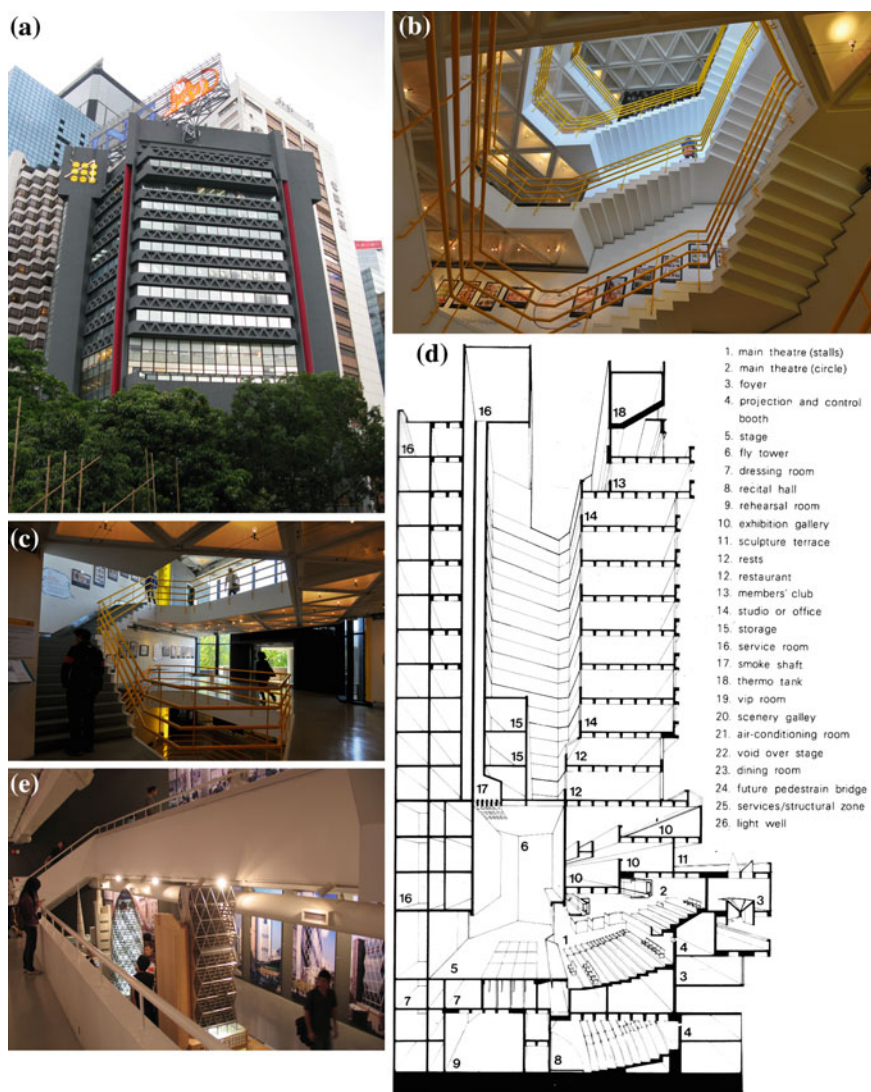 (a)
(b)
(c)
(e)
(d)
1. main theatre (stalls)
2. main theatre (circle)
3. foyer
4. projection and control
booth
5. stage
6. fly tower
7. dressing room
8. recital hall
9. rehearsal room
10. exhibition gallery
11. sculpture terrace
12. rests
12. restaurant
13. members' club
14. studio or office
15. storage
16. service room
17. smoke shaft
18. thermo tank
19. vip room
20. scenery galley
21. air-conditioning room
22. void over stage
23. dining room
24. future pedestrain bridge
25. services/structural zone
26. light well
16
18
16
13
14
15
14
15
12
17
12
6
10
10
11
10
2
3
16
1
4
5
3
7
7
4
9
8